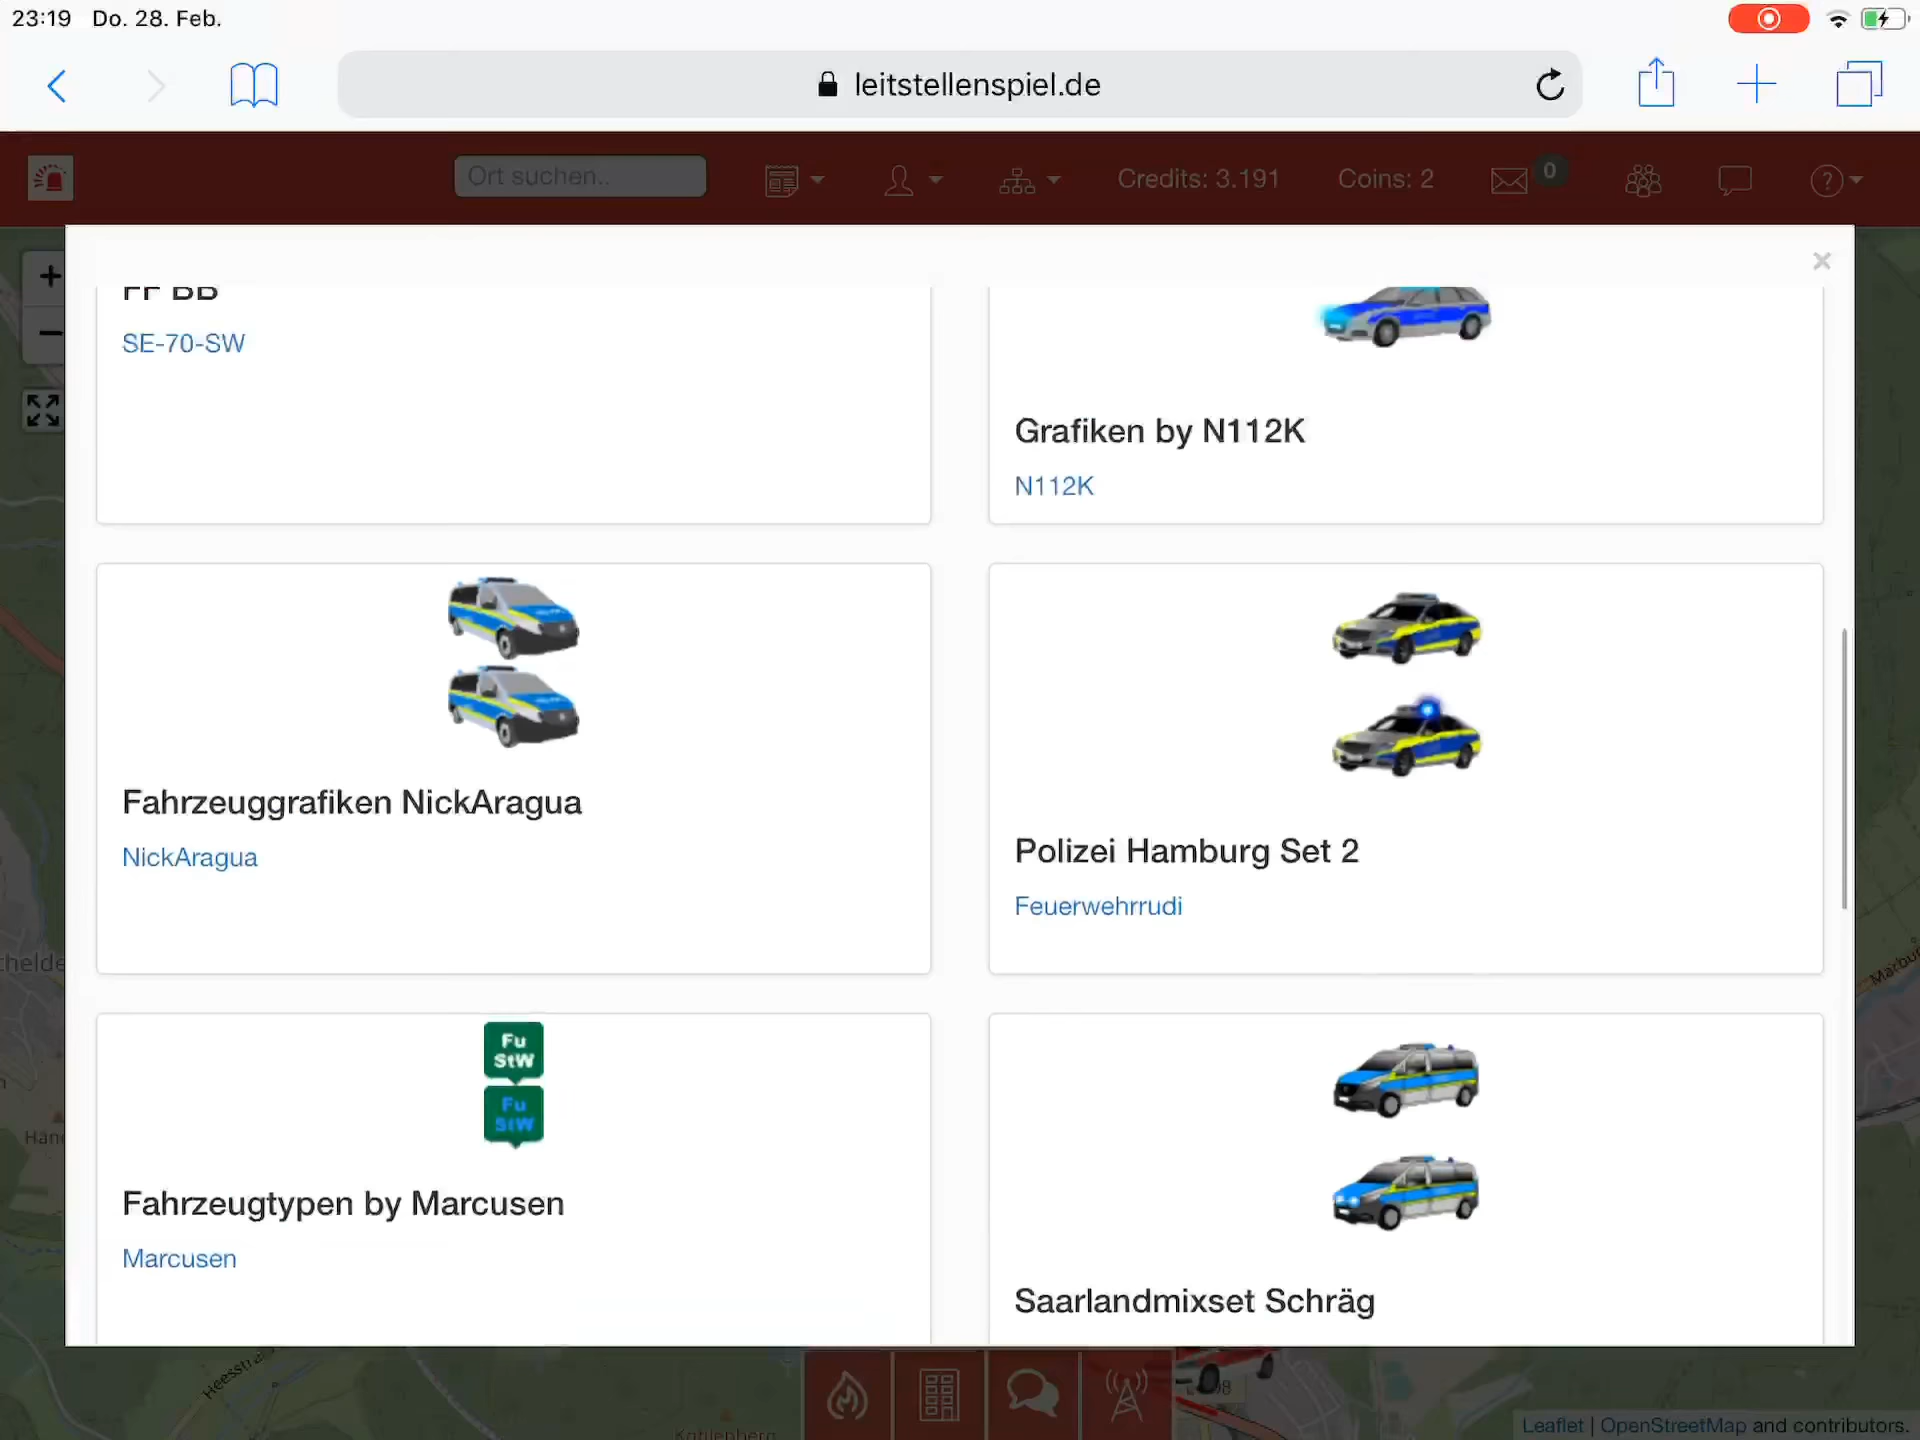 23:19 Do. 28. Feb.
leitstellenspiel.de
Ort suchen..
Credits: 3.191
Coins: 2
0
FF BB
SE-70-SW
Grafiken by N112K
N112K
Fahrzeuggrafiken NickAragua
NickAragua
Polizei Hamburg Set 2
Feuerwehrrudi
Fu
StW
Fu
StW
Fahrzeugtypen by Marcusen
Marcusen
Saarlandmixset Schräg
Leaflet | OpenStreetMap and contributors.